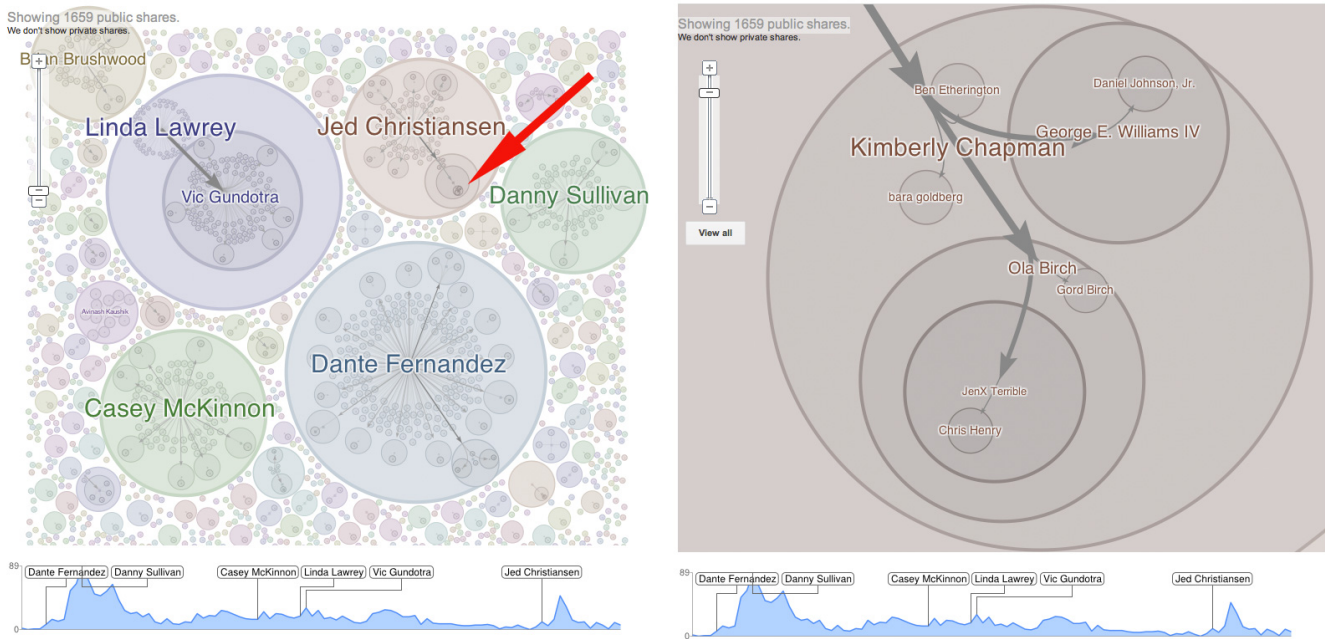 Showing 1659 public shares.
We don't show private shares.
Brian Brushwood
Linda Lawrey
Jed Christiansen
Vic Gundotra
Danny Sullivan
Avinash Kaushik
Dante Fernandez
Casey McKinnon
89
Dante Fernandez
Danny Sullivan
Casey McKinnon
Linda Lawrey
Vic Gundotra
Jed Christiansen
0
Showing 1659 public shares.
We don't show private shares.
Ben Etherington
Daniel Johnson, Jr.
George E. Williams IV
Kimberly Chapman
bara goldberg
View all
Ola Birch
Gord Birch
JenX Terrible
Chris Henry
89
Dante Fernandez
Danny Sullivan
Casey McKinnon
Linda Lawrey
Vic Gundotra
Jed Christiansen
0